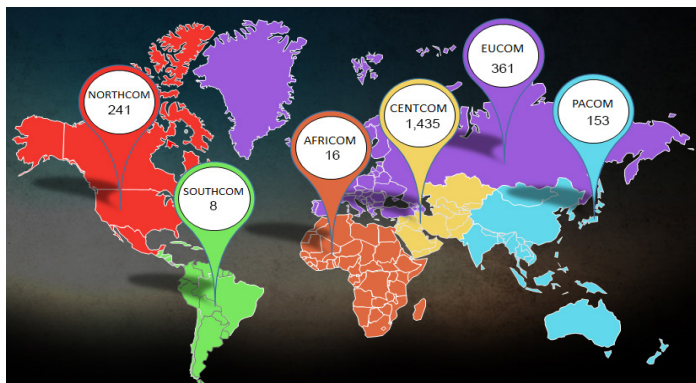 EUCOM
361
NORTHCOM
241
CENTCOM
1,435
PACOM
153
AFRICOM
16
SOUTHCOM
8